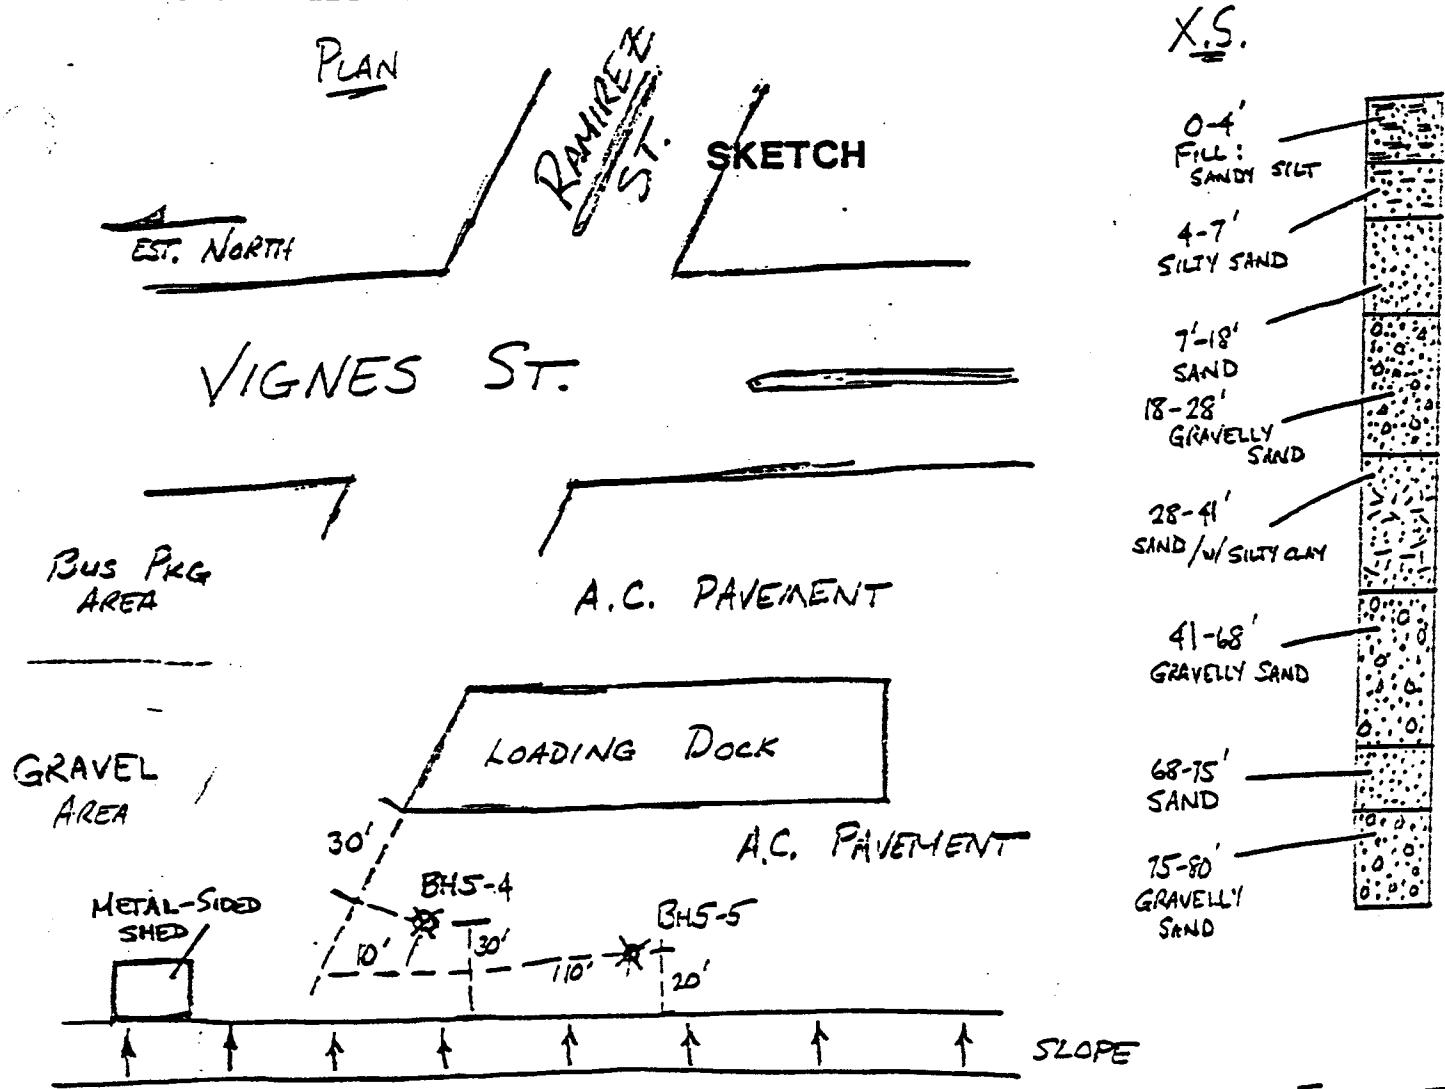 PLAN
RAMIREZ
ST.
SKETCH
EST. NORTH
VIGNES ST.
BUS PKG
AREA
A.C. PAVEMENT
LOADING DOCK
GRAVEL
AREA
A.C. PAVEMENT
30'
BH5-4
BH5-5
METAL-SIDED
SHED
10'
30'
110'
20'
SLOPE
X.S.
0-4'
FILL:
SANDY SILT
4-7'
SILTY SAND
7'-18'
SAND
18-28'
GRAVELLY
SAND
28-41'
SAND /w/ SILTY CLAY
41-68'
GRAVELLY SAND
68-75'
SAND
75-80'
GRAVELLY
SAND